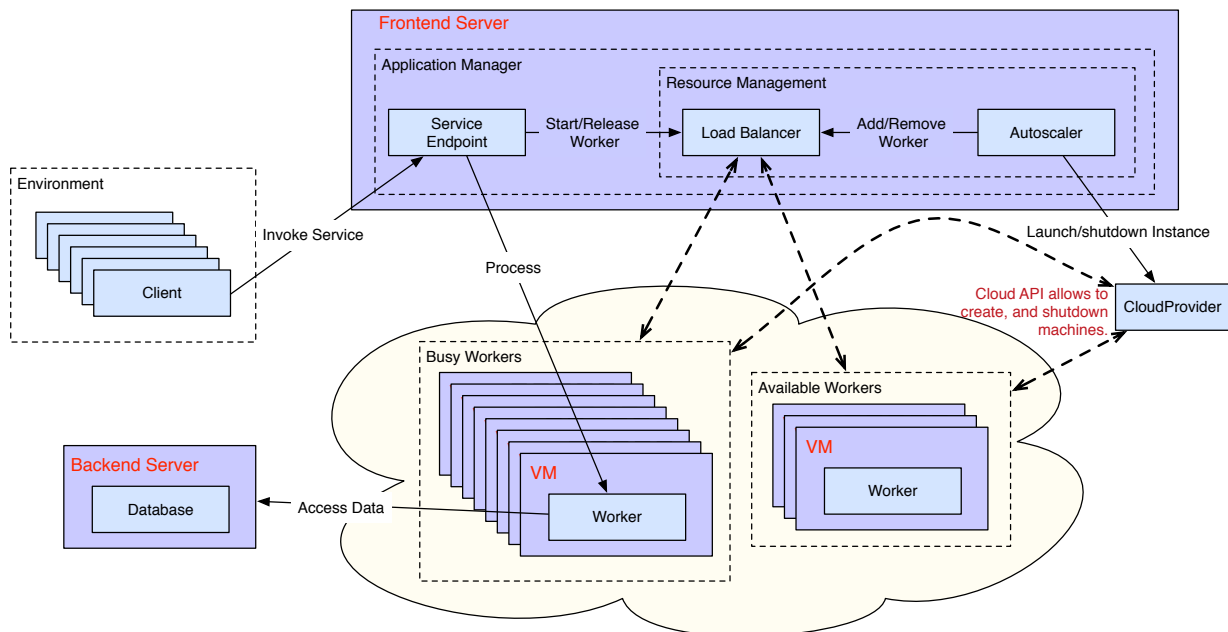 Frontend Server
Application Manager
Resource Management
Service
Endpoint
Start/Release
Worker
Load Balancer
Add/Remove
Worker
Autoscaler
Environment
Client
Invoke Service
Process
Launch/shutdown Instance
Cloud API allows to
create, and shutdown
machines.
CloudProvider
Busy Workers
VM
Worker
Available Workers
VM
Worker
Access Data
Backend Server
Database